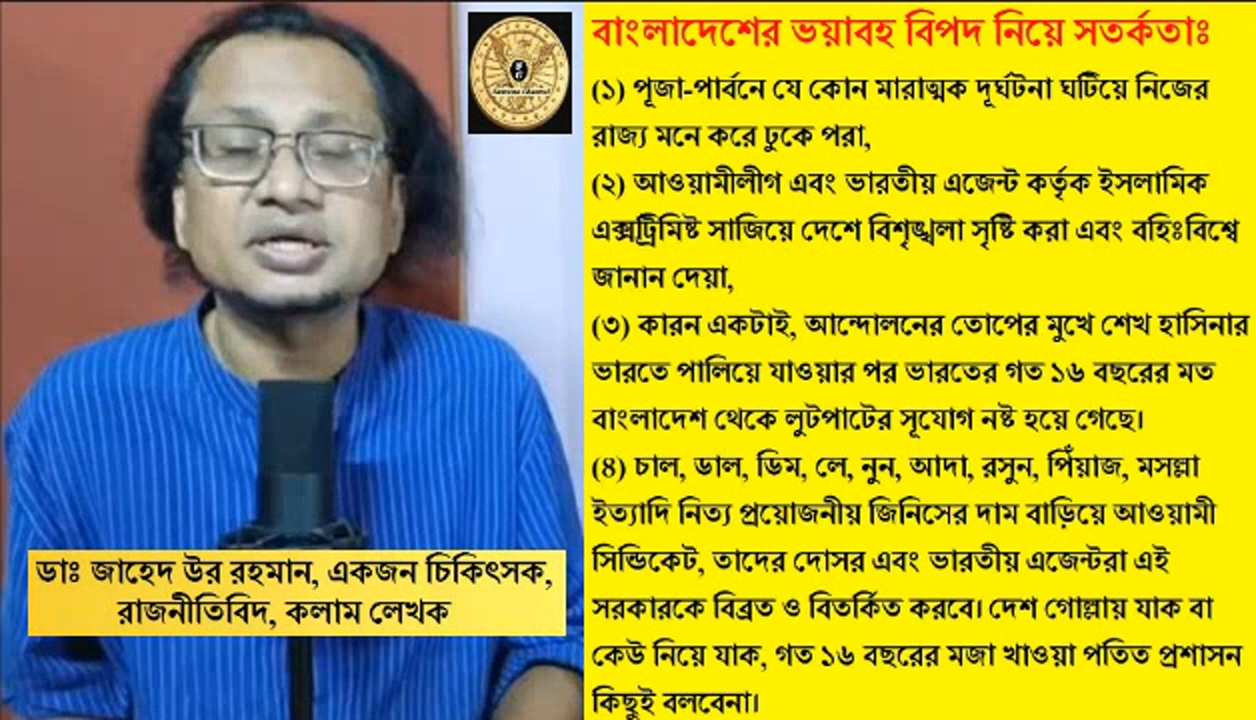 বাংলাদেশের ভয়াবহ বিপদ নিয়ে সতর্কতাঃ
(১) পূজা-পার্বনে যে কোন মারাত্মক দূর্ঘটনা ঘটিয়ে নিজের
রাজ্য মনে করে ঢুকে পরা,
(২) আওয়ামীলীগ এবং ভারতীয় এজেন্ট কর্তৃক ইসলামিক
এক্সট্রিমিষ্ট সাজিয়ে দেশে বিশৃঙ্খলা সৃষ্টি করা এবং বহিঃবিশ্বে
জানান দেয়া,
(৩) কারন একটাই, আন্দোলনের তোপের মুখে শেখ হাসিনার
ভারতে পালিয়ে যাওয়ার পর ভারতের গত ১৬ বছরের মত
বাংলাদেশ থেকে লুটপাটের সূযোগ নষ্ট হয়ে গেছে।
(৪) চাল, ডাল, ডিম, লে, নুন, আদা, রসুন, পিঁয়াজ, মসল্লা
ইত্যাদি নিত্য প্রয়োজনীয় জিনিসের দাম বাড়িয়ে আওয়ামী
সিন্ডিকেট, তাদের দোসর এবং ভারতীয় এজেন্টরা এই
সরকারকে বিব্রত ও বিতর্কিত করবে। দেশ গোল্লায় যাক বা
কেউ নিয়ে যাক, গত ১৬ বছরের মজা খাওয়া পতিত প্রশাসন
কিছুই বলবেনা।
ডাঃ জাহেদ উর রহমান, একজন চিকিৎসক,
রাজনীতিবিদ, কলাম লেখক